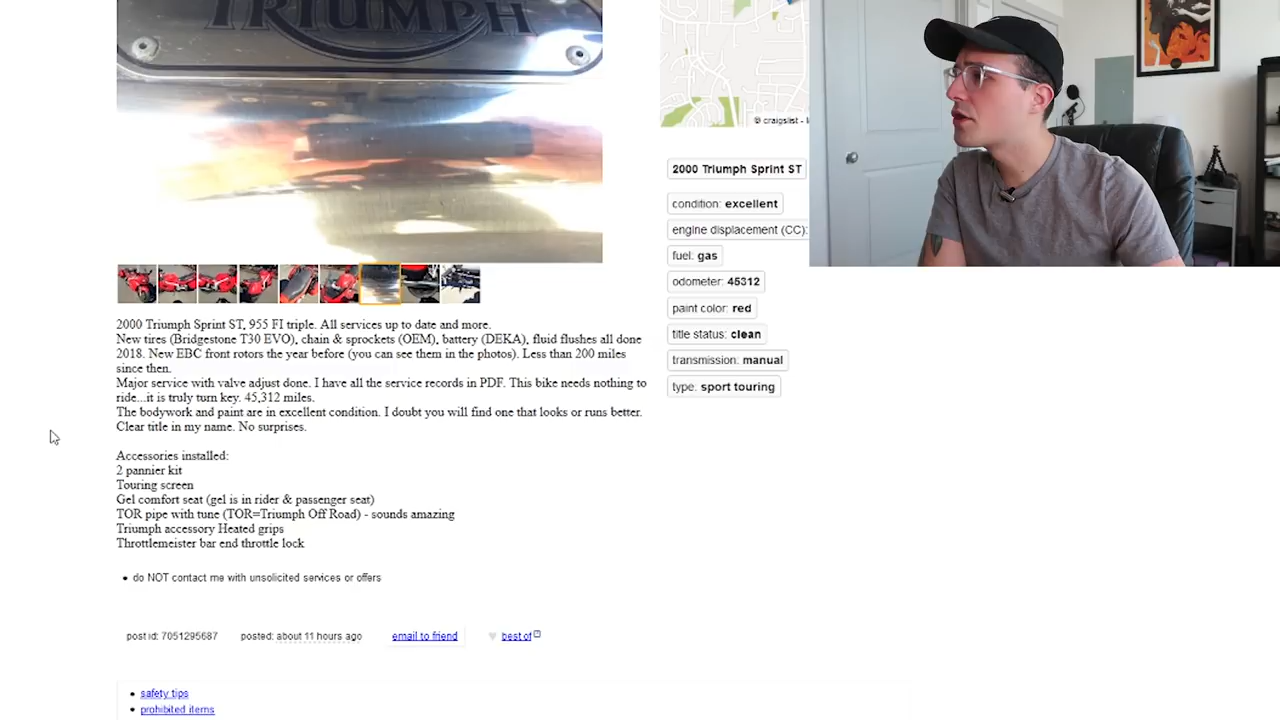 TRIUMPH
© craigslist -
2000 Triumph Sprint ST
condition: excellent
engine displacement (CC):
fuel: gas
odometer: 45312
paint color: red
title status: clean
transmission: manual
type: sport touring
2000 Triumph Sprint ST, 955 FI triple. All services up to date and more.
New tires (Bridgestone T30 EVO), chain & sprockets (OEM), battery (DEKA), fluid flushes all done
2018. New EBC front rotors the year before (you can see them in the photos). Less than 200 miles
since then.
Major service with valve adjust done. I have all the service records in PDF. This bike needs nothing to
ride...it is truly turn key. 45,312 miles.
The bodywork and paint are in excellent condition. I doubt you will find one that looks or runs better.
Clear title in my name. No surprises.
Accessories installed:
2 pannier kit
Touring screen
Gel comfort seat (gel is in rider & passenger seat)
TOR pipe with tune (TOR=Triumph Off Road) - sounds amazing
Triumph accessory Heated grips
Throttlemeister bar end throttle lock
• do NOT contact me with unsolicited services or offers
post id: 7051295687 posted: about 11 hours ago email to friend ♥ best of [?]
• safety tips
• prohibited items